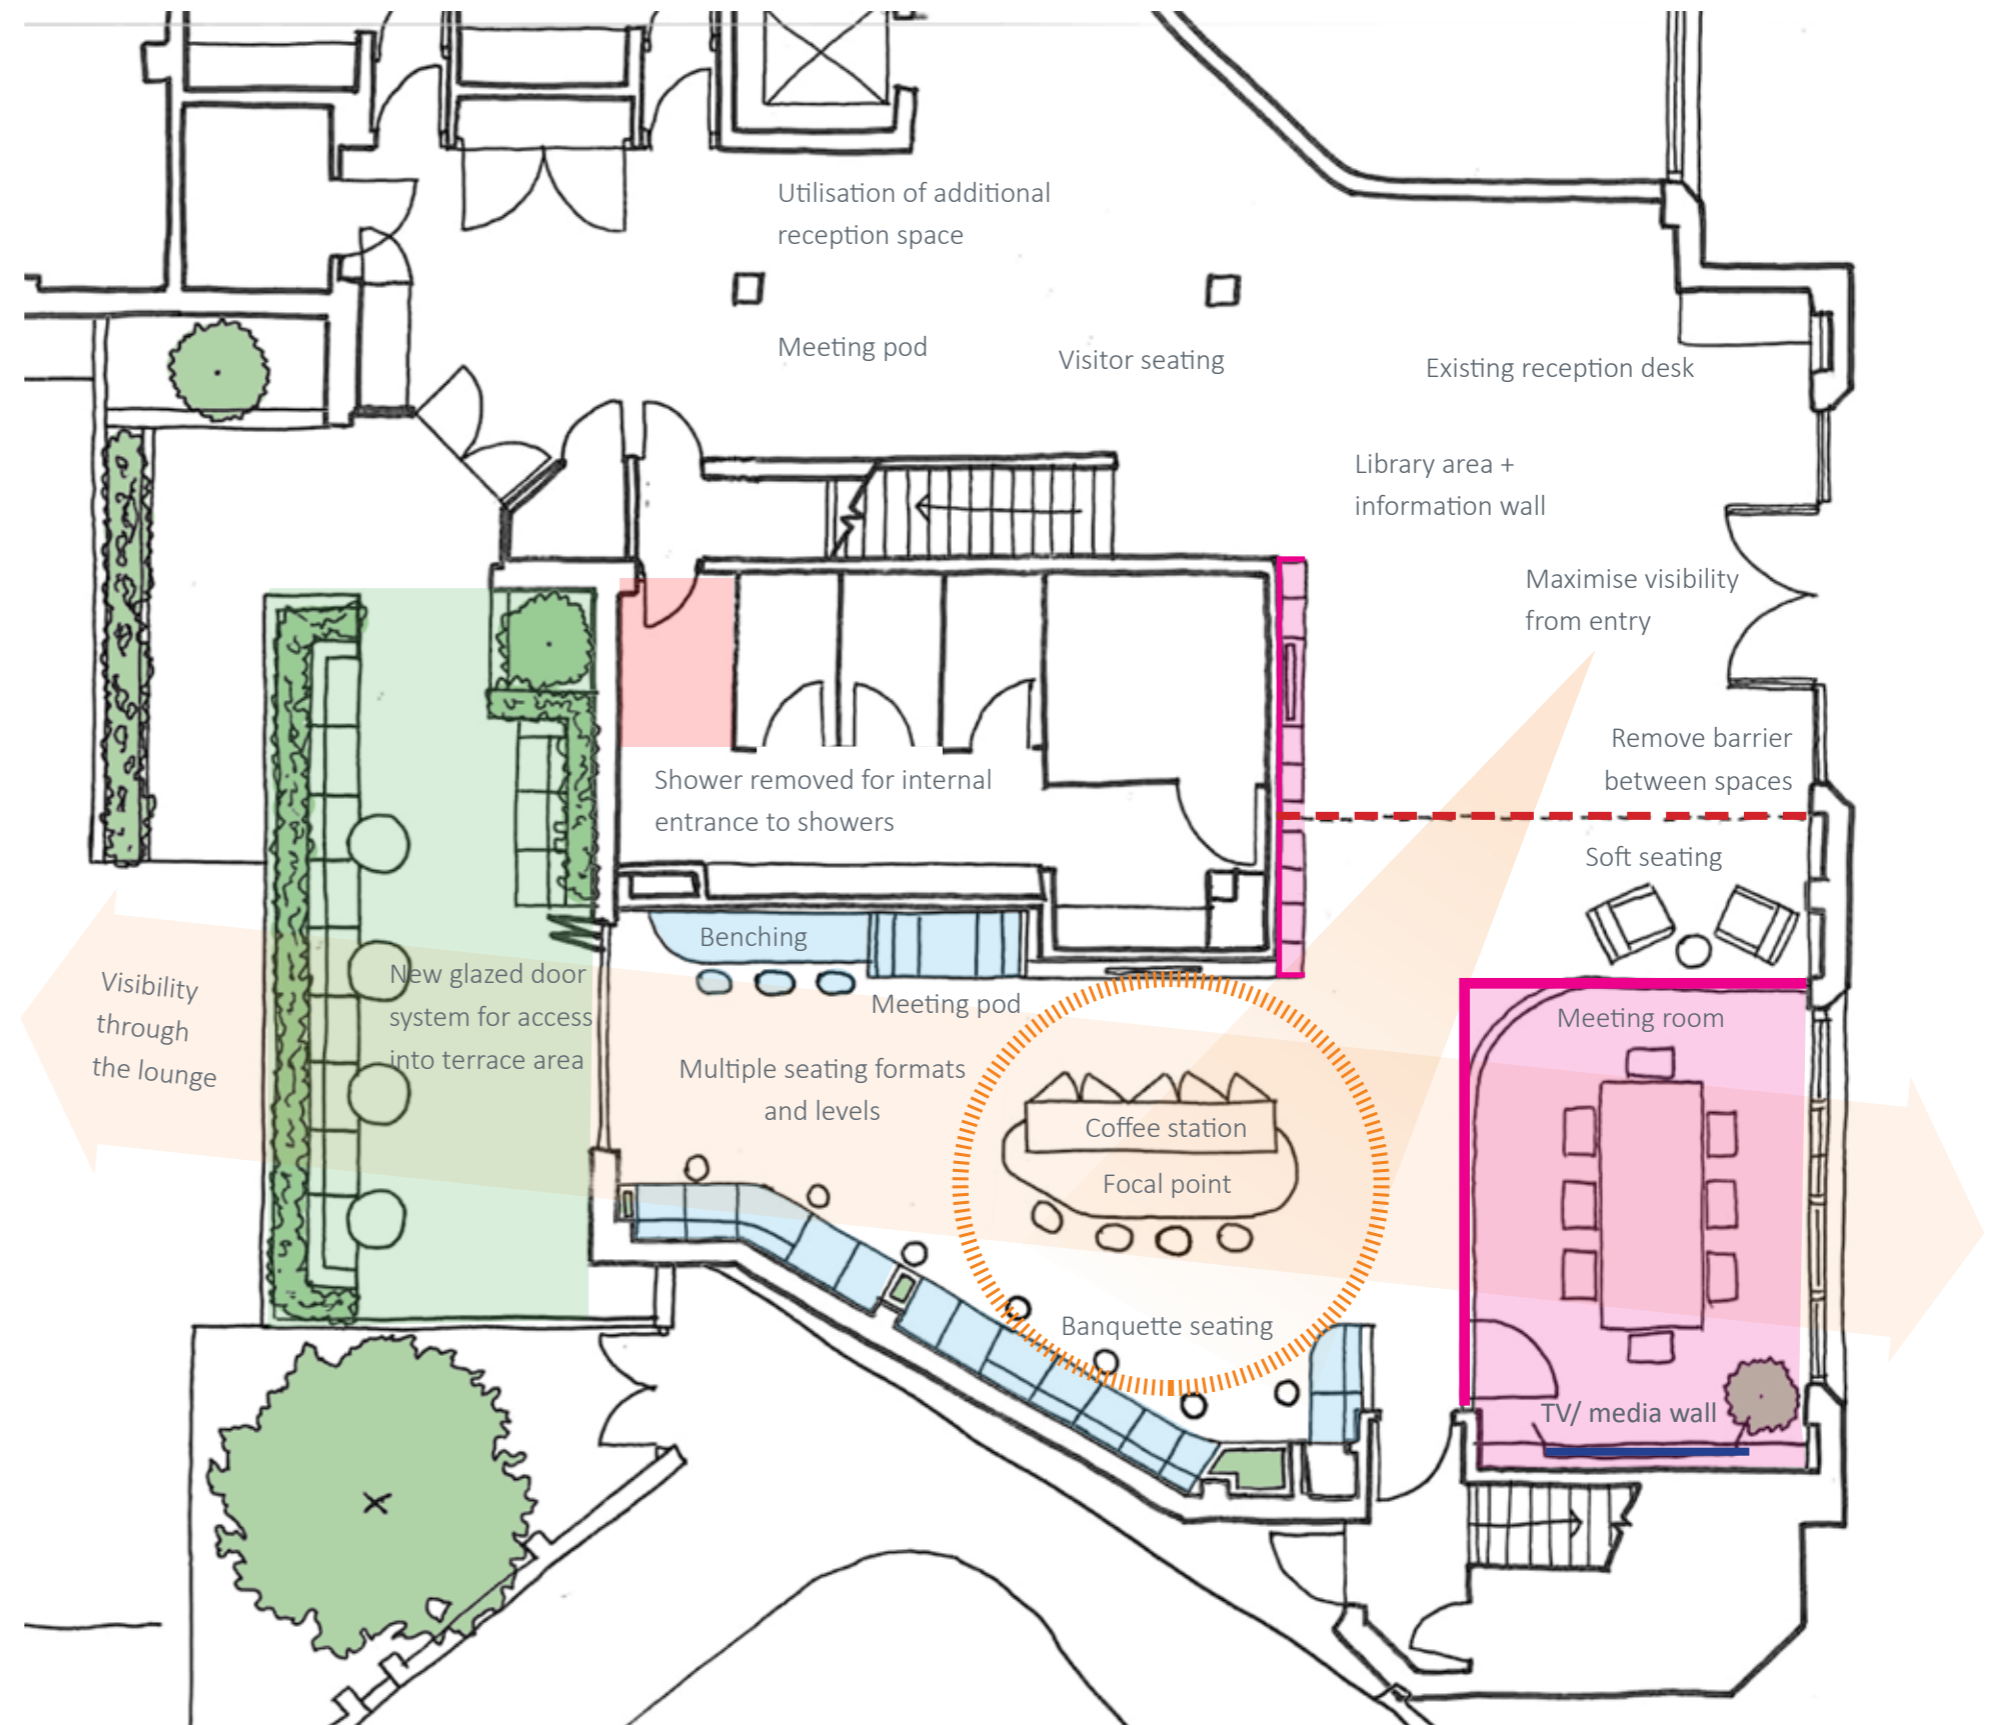 Utilisation of additional
reception space
Meeting pod
Visitor seating
Existing reception desk
Library area +
information wall
Maximise visibility
from entry
Remove barrier
between spaces
Shower removed for internal
entrance to showers
Soft seating
Benching
Visibility
through
the lounge
New glazed door
system for access
into terrace area
Meeting pod
Meeting room
Multiple seating formats
and levels
Coffee station
Focal point
Banquette seating
TV/ media wall